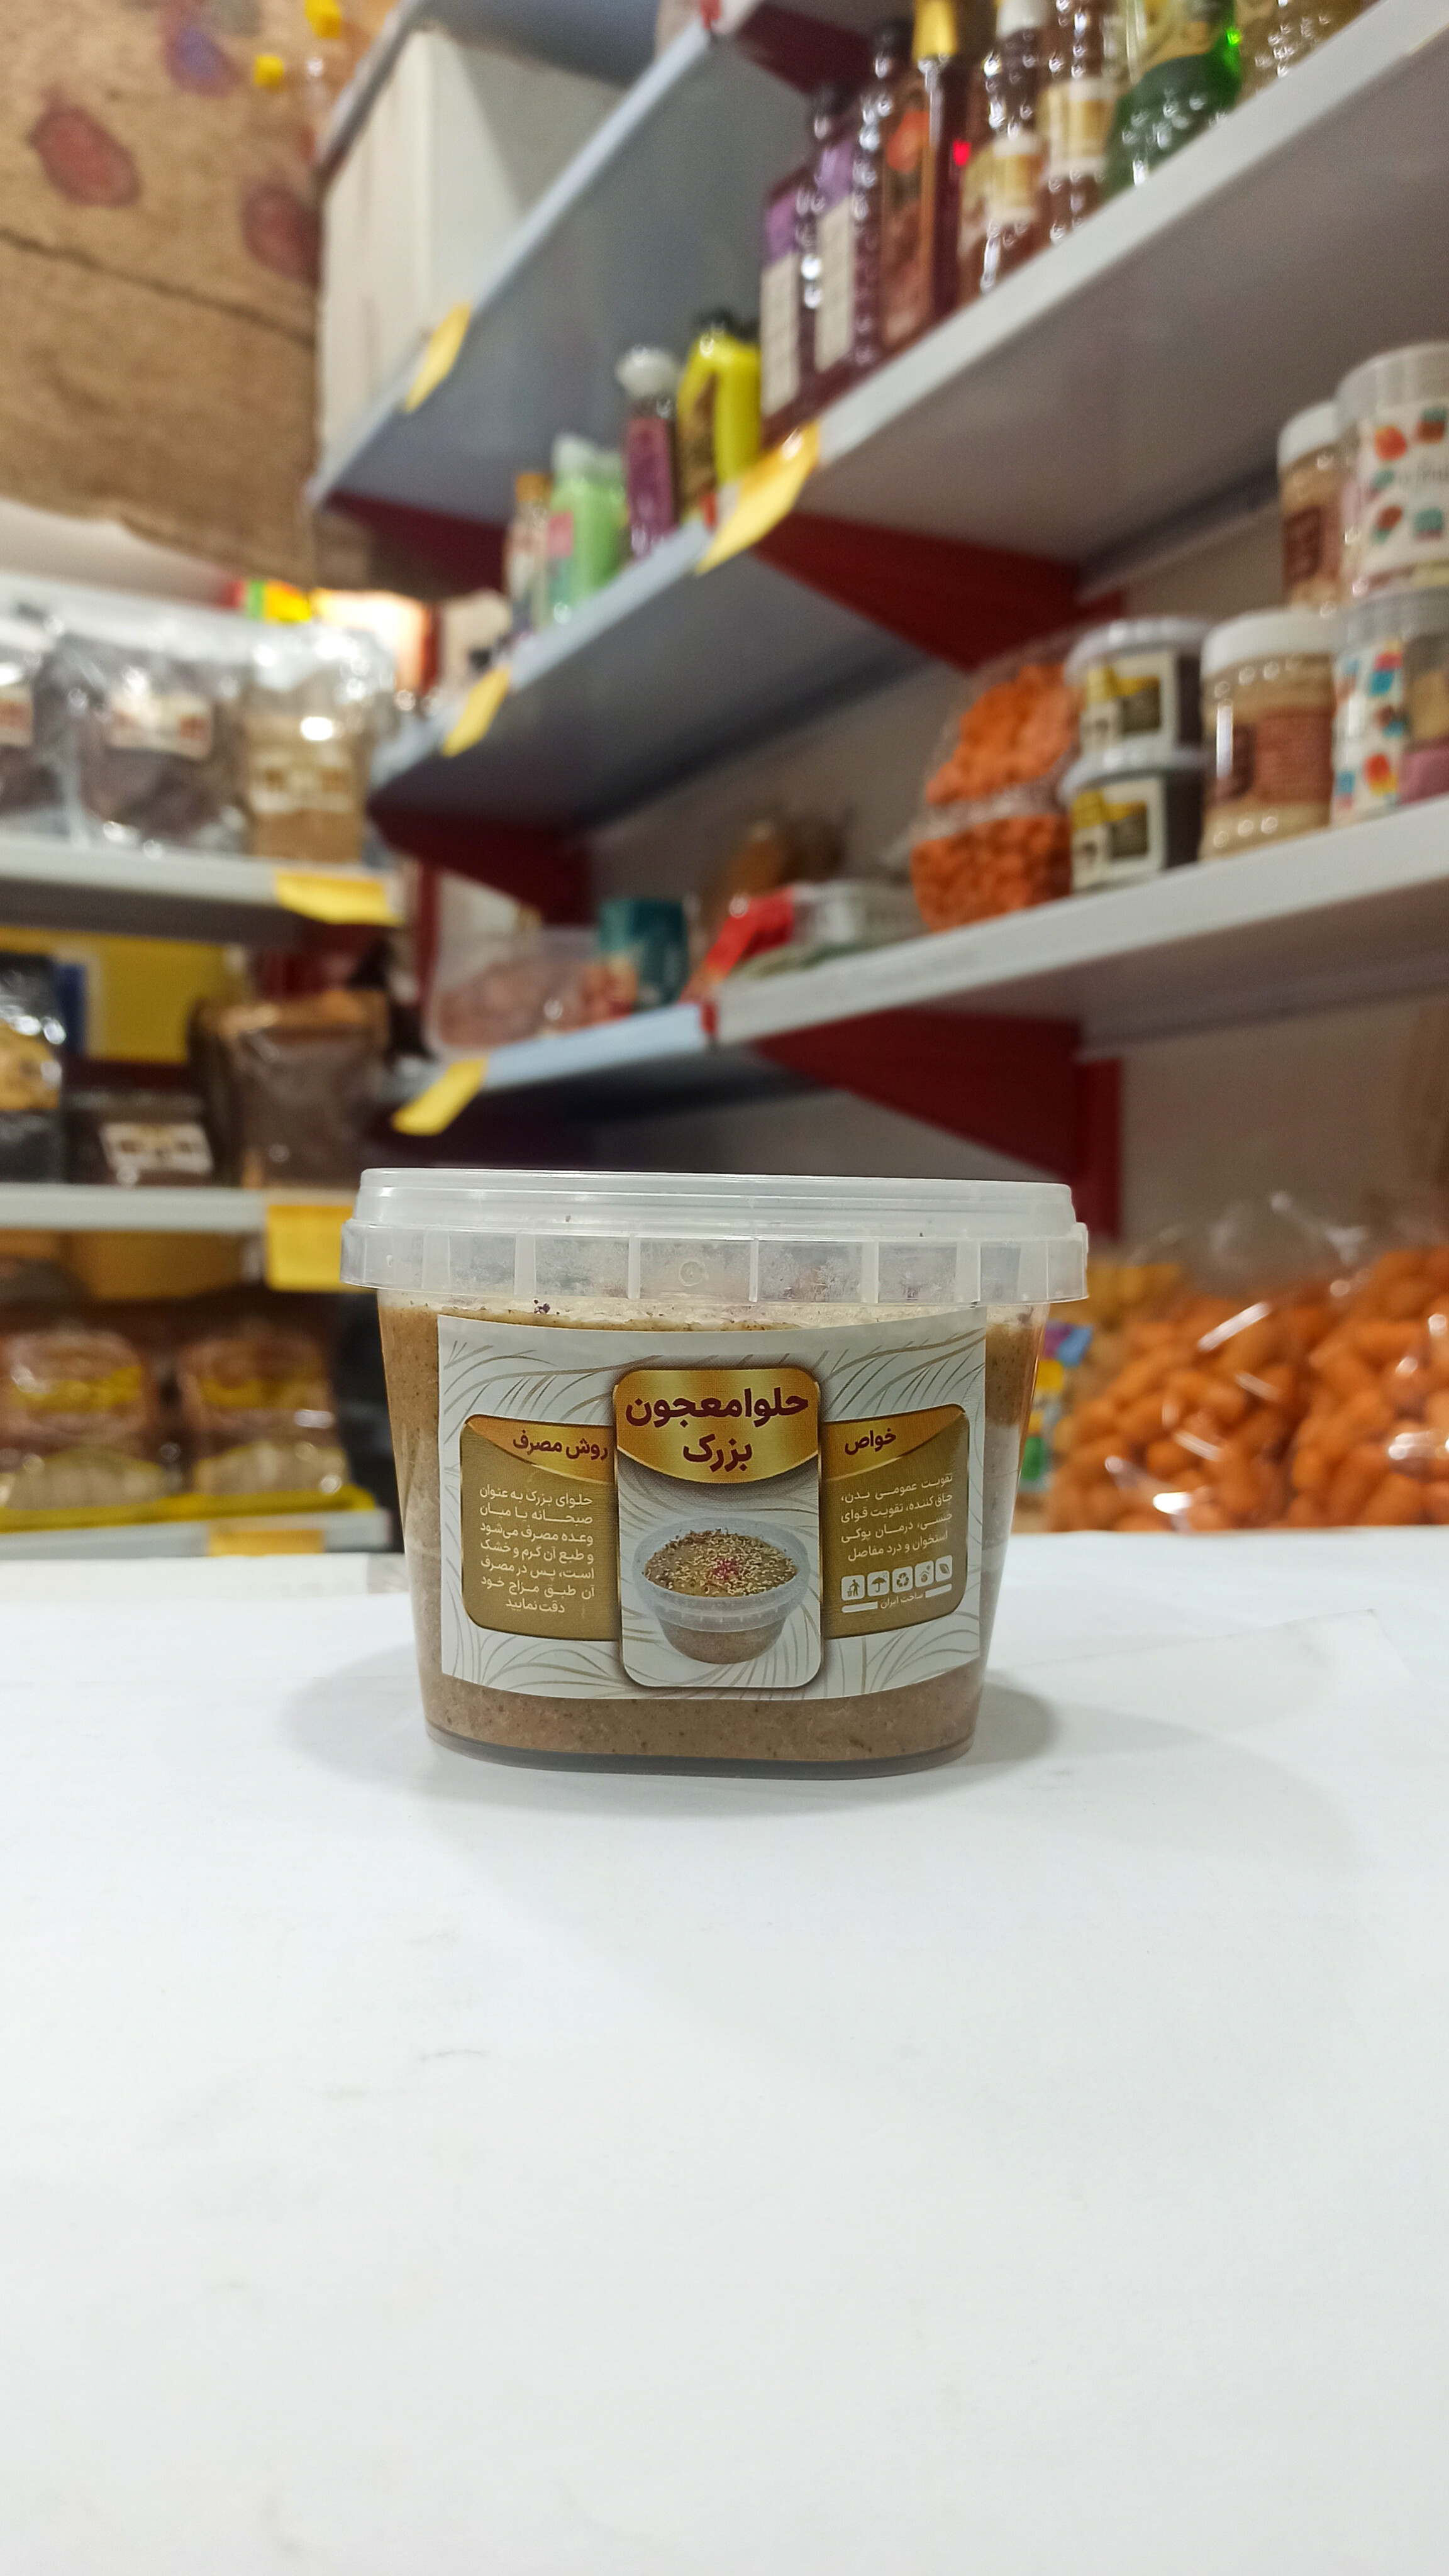 حلوامعجون
بزرک
خواص
تقویت عمومی بدن،
چاق کننده، تقویت قوای
جنسی، درمان پوکی
استخوان و درد مفاصل
ساخت ایران
روش مصرف
حلوای بزرک به عنوان
صبحانه یا میان
وعده مصرف می‌شود
و طبع آن گرم و خشک
است، پس در مصرف
آن طبق مزاج خود
دقت نمایید